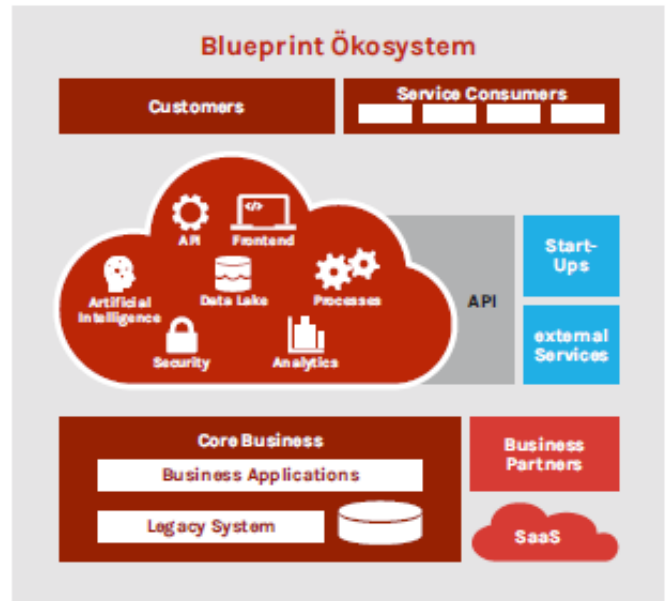 Blueprint Ökosystem
Customers
Service Consumers
</>
API
Frontend
Artificial
Intelligence
Data Lake
Processes
Security
Analytics
API
Start-
Ups
external
Services
Core Business
Business Applications
Legacy System
Business
Partners
SaaS